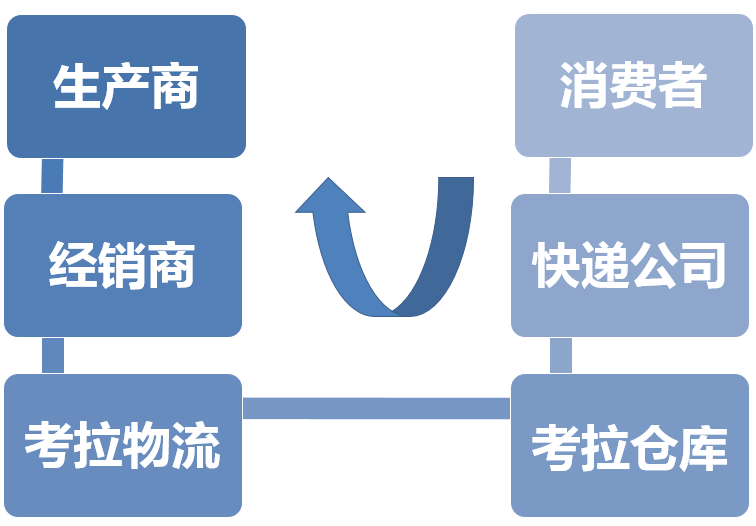 生产商
消费者
经销商
快递公司
考拉物流
考拉仓库